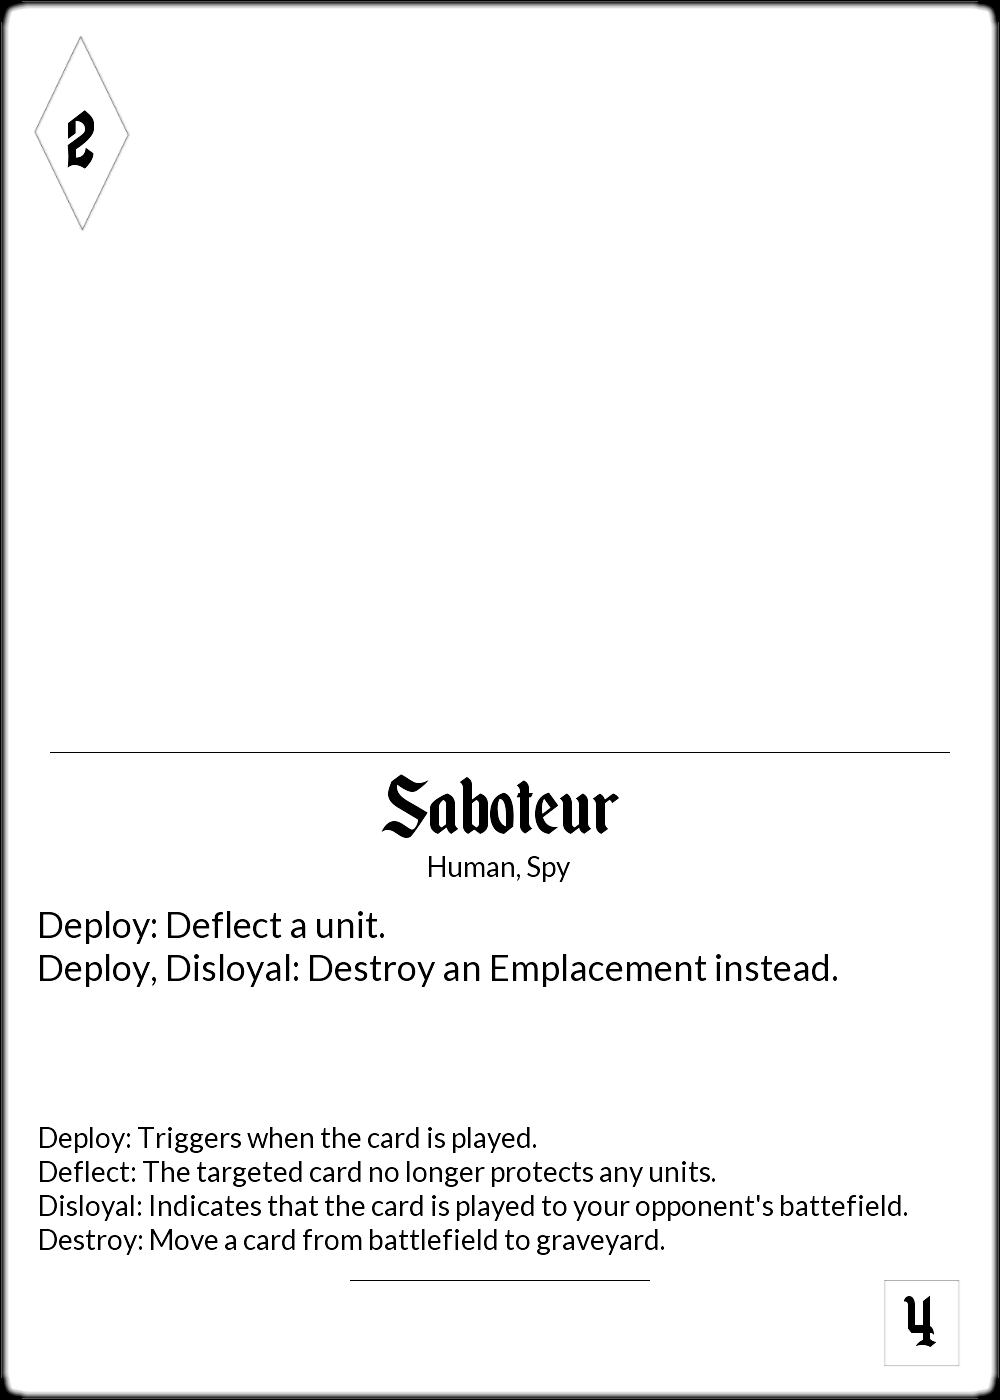 2
Saboteur
Human, Spy
Deploy: Deflect a unit.
Deploy, Disloyal: Destroy an Emplacement instead.
Deploy: Triggers when the card is played.
Deflect: The targeted card no longer protects any units.
Disloyal: Indicates that the card is played to your opponent's battefield.
Destroy: Move a card from battlefield to graveyard.
4